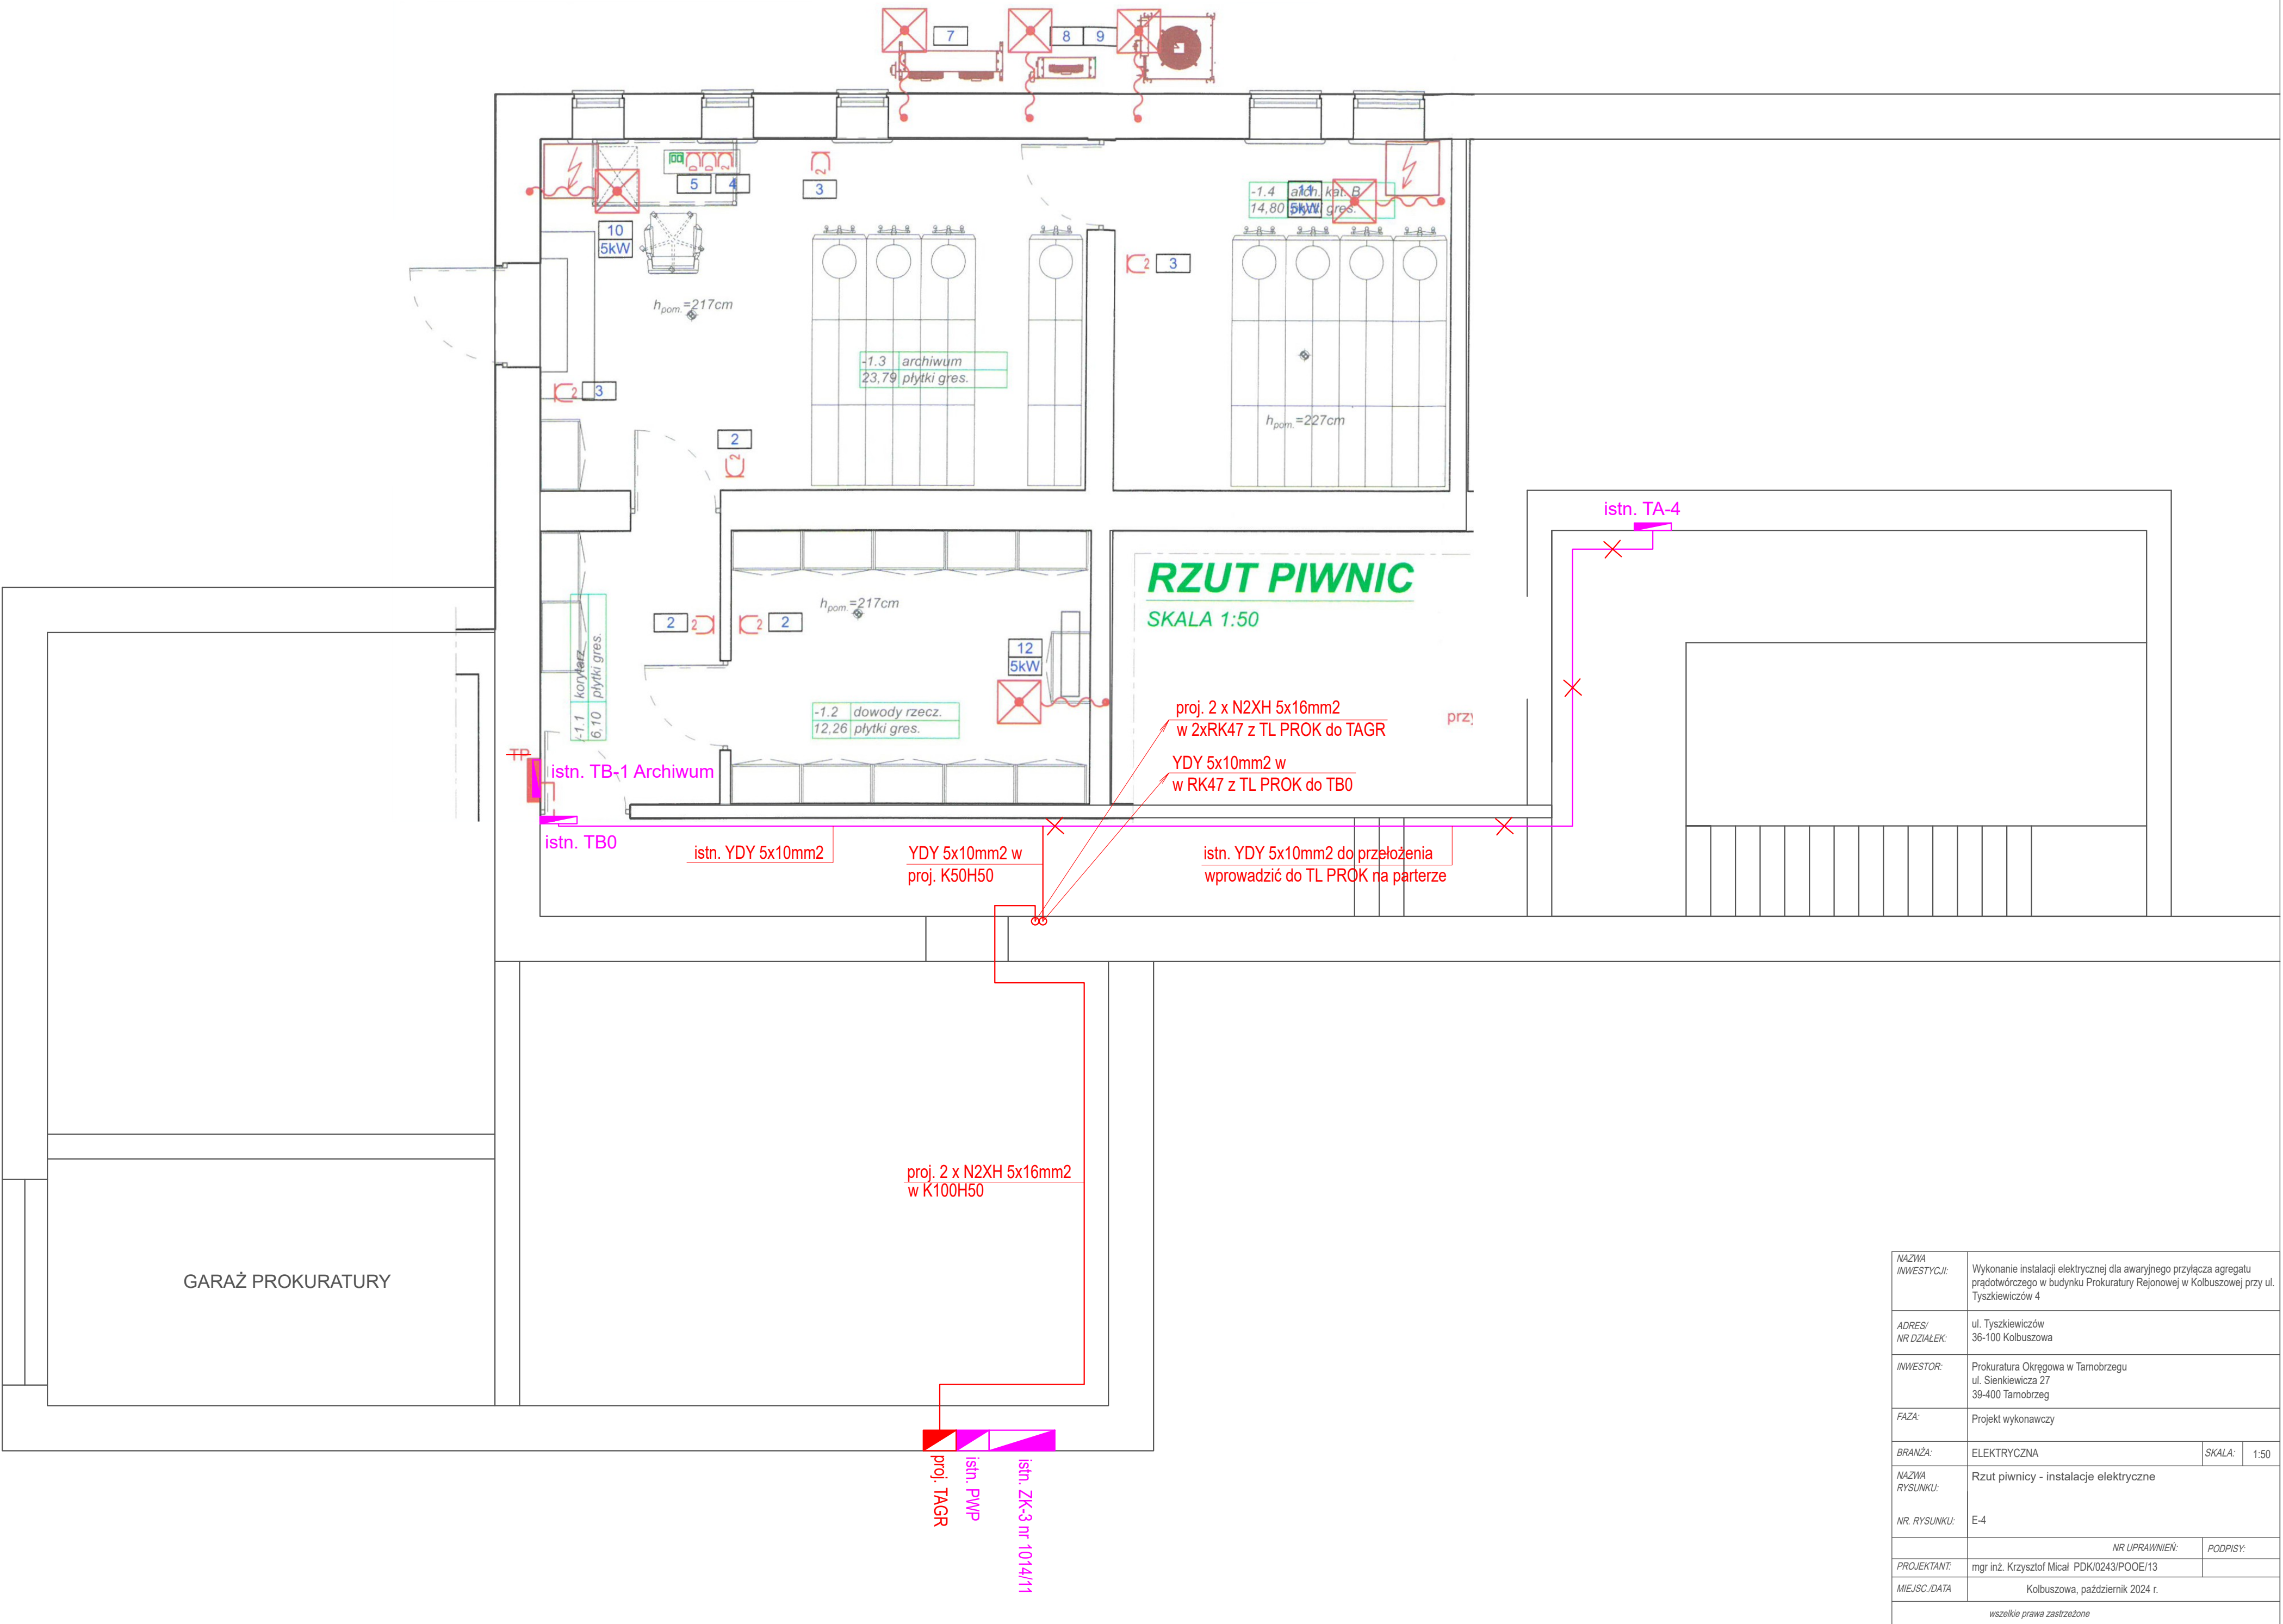 7
8 9
5 4
3
-1.4 arch. kat. B
14,80 płytki gres.
11
5kW
10
5kW
2 3
hpom.=217cm
-1.3 archiwum
23,79 płytki gres.
2 3
hpom.=227cm
2
2
istn. TA-4
RZUT PIWNIC
SKALA 1:50
hpom.=217cm
2 2
2 2
12
5kW
-1.1 korytarz
6,10 płytki gres.
-1.2 dowody rzecz.
12,26 płytki gres.
proj. 2 x N2XH 5x16mm2
w 2xRK47 z TL PROK do TAGR
YDY 5x10mm2 w
w RK47 z TL PROK do TB0
przy
TP
istn. TB-1 Archiwum
istn. TB0
istn. YDY 5x10mm2
YDY 5x10mm2 w
proj. K50H50
istn. YDY 5x10mm2 do przełożenia
wprowadzić do TL PROK na parterze
proj. 2 x N2XH 5x16mm2
w K100H50
GARAŻ PROKURATURY
proj. TAGR
istn. PWP
istn. ZK-3 nr 1014/11
NAZWA
INWESTYCJI:
Wykonanie instalacji elektrycznej dla awaryjnego przyłącza agregatu
prądotwórczego w budynku Prokuratury Rejonowej w Kolbuszowej przy ul.
Tyszkiewiczów 4
ADRES/
NR DZIAŁEK:
ul. Tyszkiewiczów
36-100 Kolbuszowa
INWESTOR:
Prokuratura Okręgowa w Tarnobrzegu
ul. Sienkiewicza 27
39-400 Tarnobrzeg
FAZA: Projekt wykonawczy
BRANŻA: ELEKTRYCZNA SKALA: 1:50
NAZWA
RYSUNKU:
Rzut piwnicy - instalacje elektryczne
NR. RYSUNKU: E-4
NR UPRAWNIEŃ: PODPISY:
PROJEKTANT: mgr inż. Krzysztof Micał PDK/0243/POOE/13
MIEJSC./DATA Kolbuszowa, październik 2024 r.
wszelkie prawa zastrzeżone